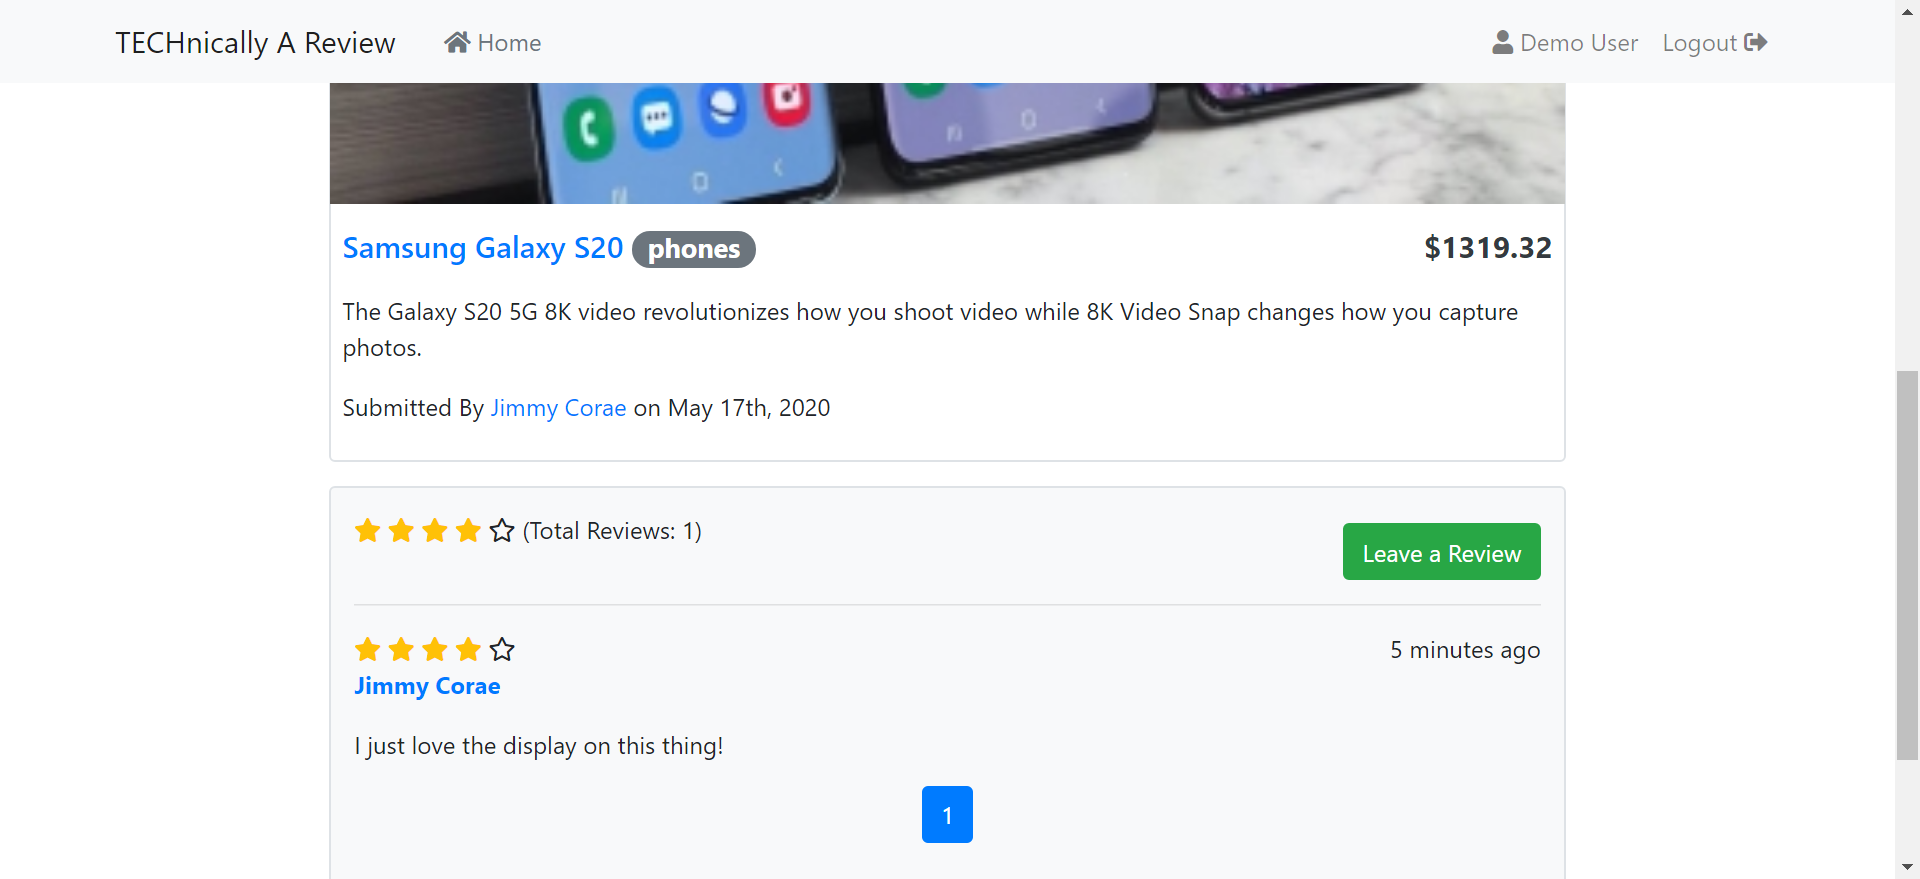 TECHnically A Review Home Demo User Logout
Samsung Galaxy S20 phones $1319.32
The Galaxy S20 5G 8K video revolutionizes how you shoot video while 8K Video Snap changes how you capture
photos.
Submitted By Jimmy Corae on May 17th, 2020
(Total Reviews: 1)
Leave a Review
5 minutes ago
Jimmy Corae
I just love the display on this thing!
1